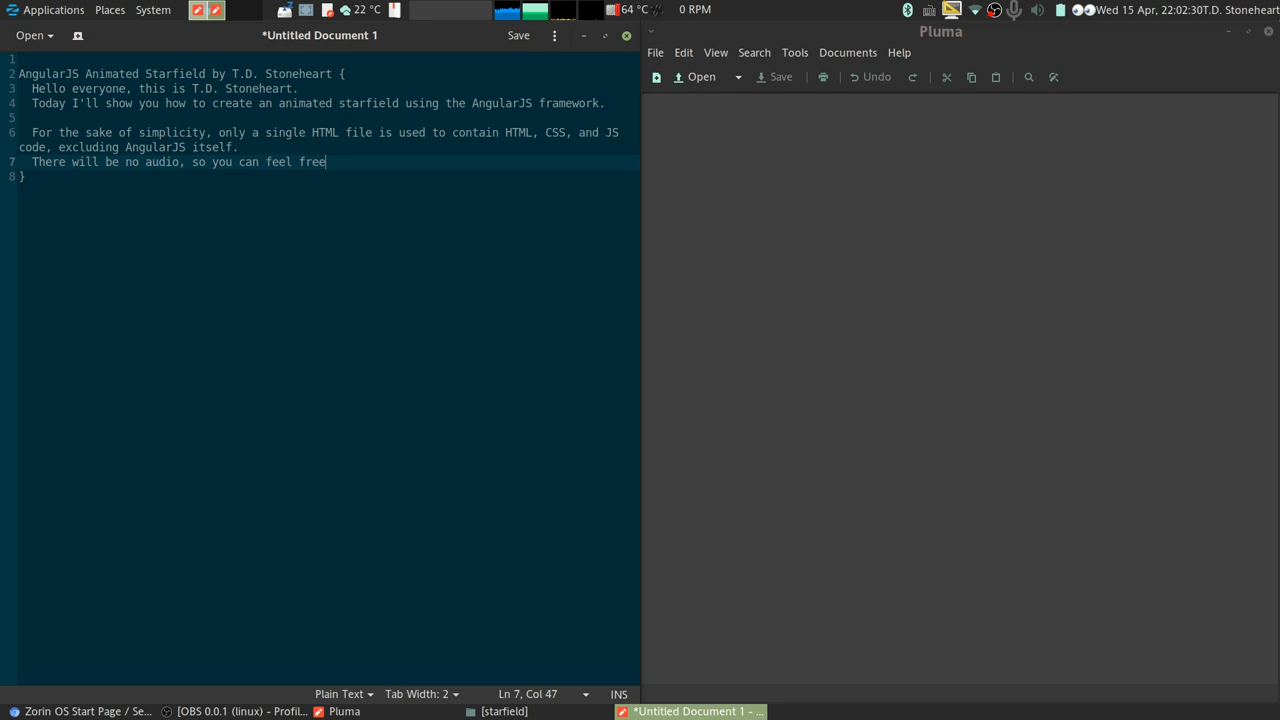 Applications Places System 22 °C 64 °C 0 RPM Wed 15 Apr, 22:02:30 T.D. Stoneheart
Open *Untitled Document 1 Save
1
2 AngularJS Animated Starfield by T.D. Stoneheart {
3 Hello everyone, this is T.D. Stoneheart.
4 Today I'll show you how to create an animated starfield using the AngularJS framework.
5
6 For the sake of simplicity, only a single HTML file is used to contain HTML, CSS, and JS
code, excluding AngularJS itself.
7 There will be no audio, so you can feel free
8 }
Plain Text Tab Width: 2 Ln 7, Col 47 INS
Pluma
File Edit View Search Tools Documents Help
Open Save Undo
Zorin OS Start Page / Se... [OBS 0.0.1 (linux) - Profil... Pluma [starfield] *Untitled Document 1 - ...